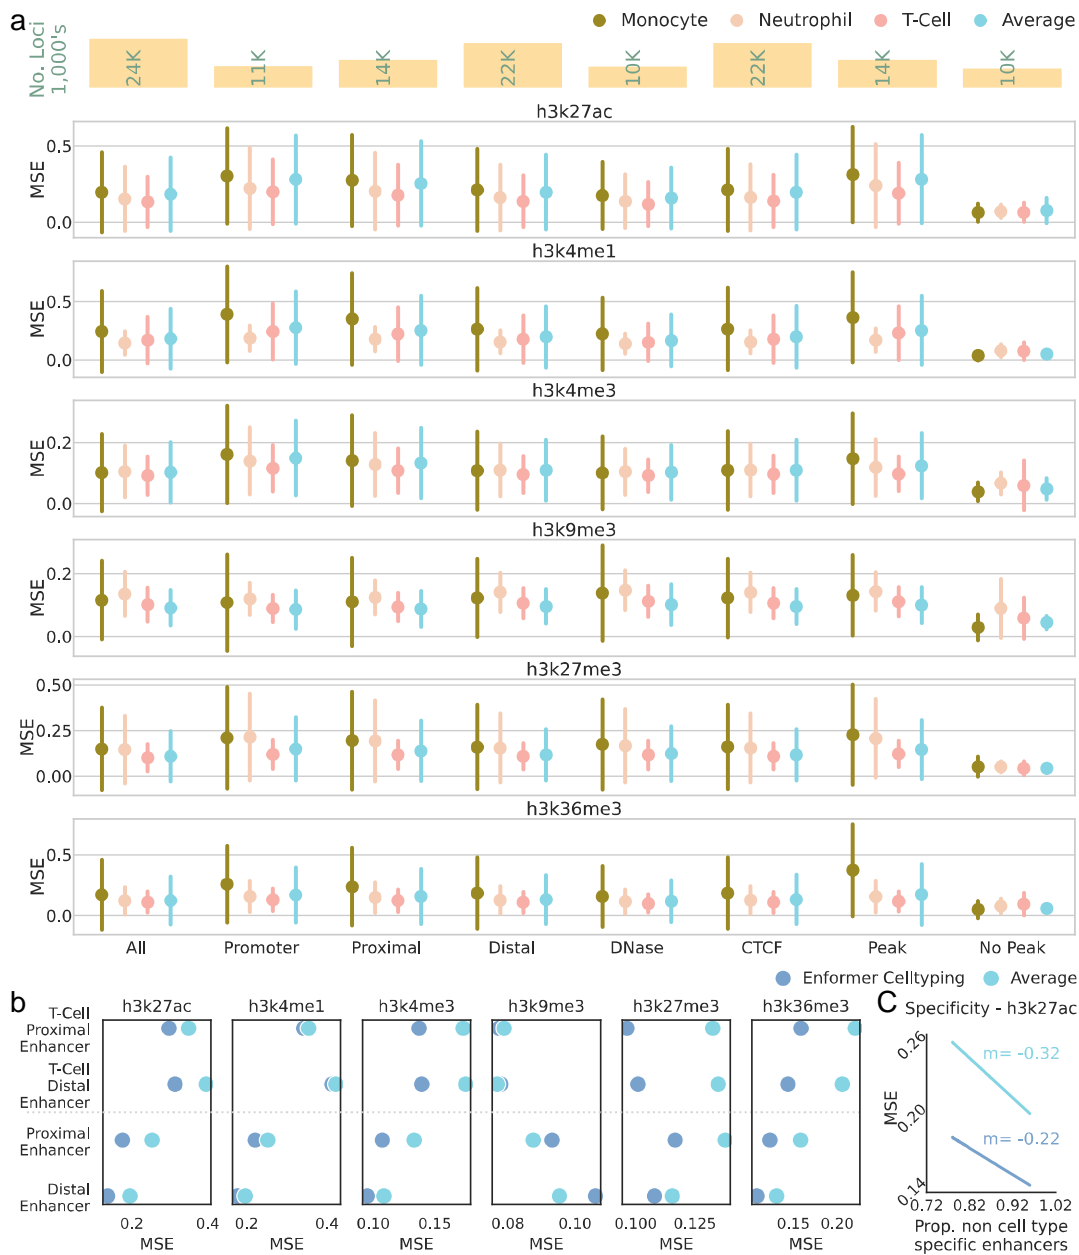 a
Monocyte Neutrophil T-Cell Average
No. Loci
1,000's
24K 11K 14K 22K 10K 22K 14K 10K
h3k27ac
MSE
0.5
0.0
h3k4me1
MSE
0.5
0.0
h3k4me3
MSE
0.2
0.0
h3k9me3
MSE
0.2
0.0
h3k27me3
MSE
0.50
0.25
0.00
h3k36me3
MSE
0.5
0.0
All Promoter Proximal Distal DNase CTCF Peak No Peak
Enformer Celltyping Average
b
h3k27ac h3k4me1 h3k4me3 h3k9me3 h3k27me3 h3k36me3
T-Cell
Proximal
Enhancer
T-Cell
Distal
Enhancer
Proximal
Enhancer
Distal
Enhancer
0.2 0.4 0.2 0.4 0.10 0.15 0.08 0.10 0.100 0.125 0.15 0.20
MSE MSE MSE MSE MSE MSE
C
Specificity - h3k27ac
MSE
0.26
0.20
0.14
m= -0.32
m= -0.22
0.72 0.82 0.92 1.02
Prop. non cell type
specific enhancers